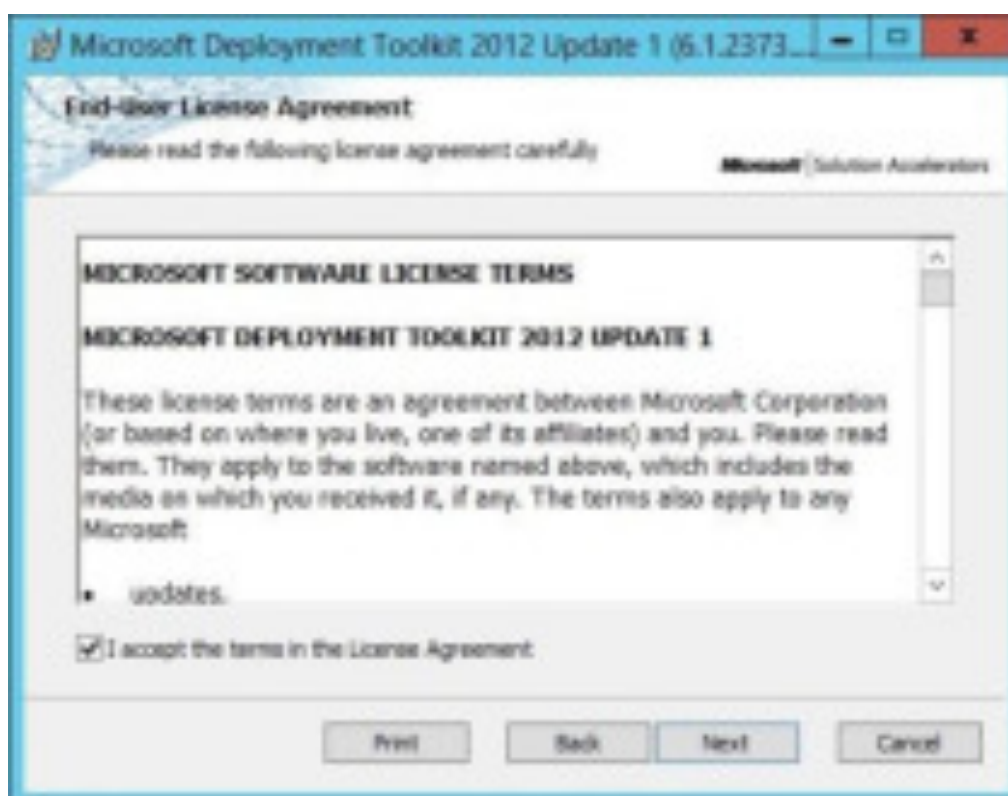 Microsoft Deployment Toolkit 2012 Update 1 (6.1.2373...
End-User License Agreement
Please read the following license agreement carefully
Microsoft | Solution Accelerators
MICROSOFT SOFTWARE LICENSE TERMS
MICROSOFT DEPLOYMENT TOOLKIT 2012 UPDATE 1
These license terms are an agreement between Microsoft Corporation
(or based on where you live, one of its affiliates) and you. Please read
them. They apply to the software named above, which includes the
media on which you received it, if any. The terms also apply to any
Microsoft
• updates.
I accept the terms in the License Agreement
Print Back Next Cancel